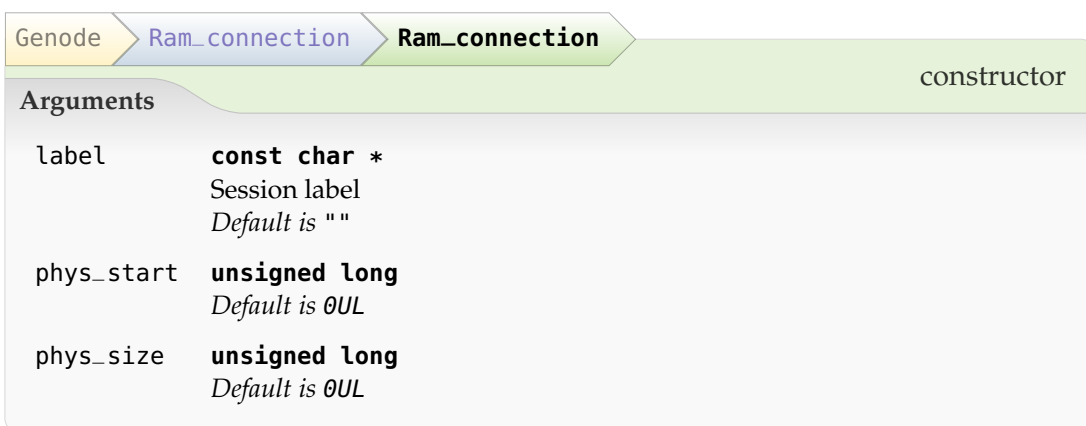 Genode Ram_connection Ram_connection
constructor
Arguments
label const char *
Session label
Default is ""
phys_start unsigned long
Default is 0UL
phys_size unsigned long
Default is 0UL